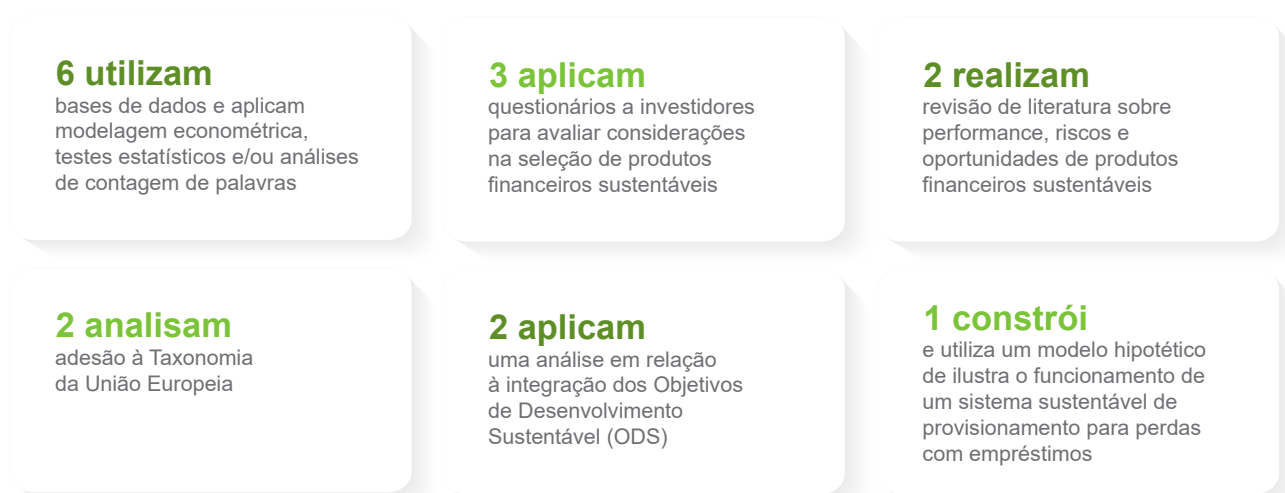 6 utilizam
bases de dados e aplicam
modelagem econométrica,
testes estatísticos e/ou análises
de contagem de palavras
3 aplicam
questionários a investidores
para avaliar considerações
na seleção de produtos
financeiros sustentáveis
2 realizam
revisão de literatura sobre
performance, riscos e
oportunidades de produtos
financeiros sustentáveis
2 analisam
adesão à Taxonomia
da União Europeia
2 aplicam
uma análise em relação
à integração dos Objetivos
de Desenvolvimento
Sustentável (ODS)
1 constrói
e utiliza um modelo hipotético
de ilustra o funcionamento de
um sistema sustentável de
provisionamento para perdas
com empréstimos